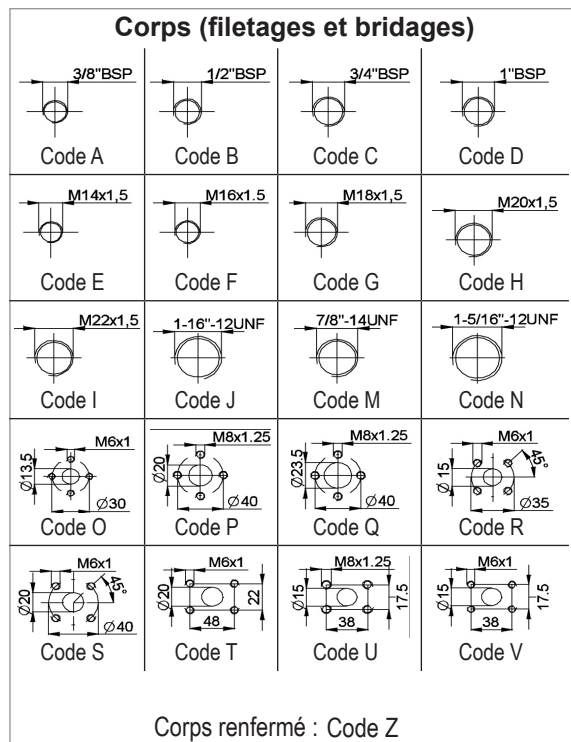 Corps (filetages et bridages)
3/8"BSP
1/2"BSP
3/4"BSP
1"BSP
Code A
Code B
Code C
Code D
M14x1,5
M16x1.5
M18x1,5
M20x1,5
Code E
Code F
Code G
Code H
M22x1,5
1-16"-12UNF
7/8"-14UNF
1-5/16"-12UNF
Code I
Code J
Code M
Code N
M6x1
Ø13.5
Ø30
Code O
M8x1.25
Ø20
Ø40
Code P
M8x1.25
Ø23.5
Ø40
Code Q
M6x1
45°
Ø15
Ø35
Code R
M6x1
45°
Ø20
Ø40
Code S
M6x1
Ø20
22
48
Code T
M8x1.25
Ø15
17.5
38
Code U
M6x1
Ø15
17.5
38
Code V
Corps renfermé : Code Z